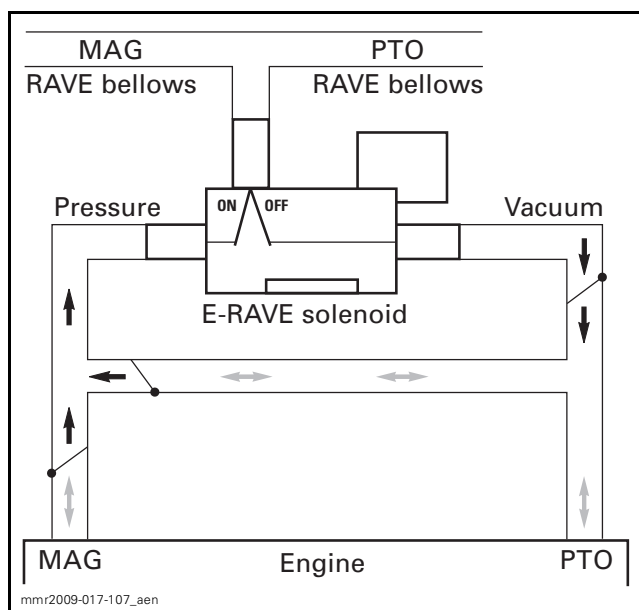 MAG PTO
RAVE bellows RAVE bellows
Pressure ON OFF Vacuum
E-RAVE solenoid
MAG Engine PTO
mmr2009-017-107_aen